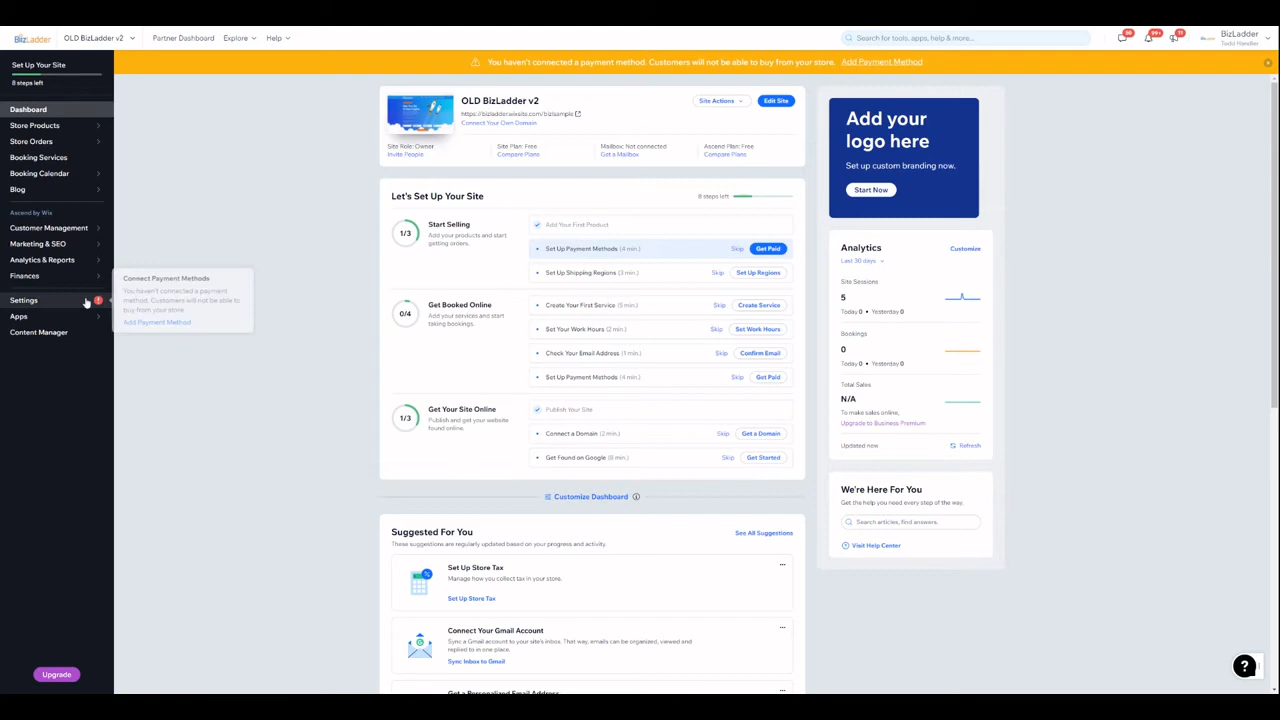 BizLadder
OLD BizLadder v2
Partner Dashboard
Explore
Help
Search for tools, apps, help & more...
99+
11
BizLadder
Set Up Your Site
8 steps left
You haven't connected a payment method. Customers will not be able to buy from your store.
Add Payment Method
Dashboard
Store Products
Store Orders
Booking Services
Booking Calendar
Blog
Ascend by Wix
Customer Management
Marketing & SEO
Analytics & Reports
Finances
Settings
Apps
Content Manager
Upgrade
Connect Payment Methods
You haven't connected a payment
method. Customers will not be able to
buy from your store.
Add Payment Method
OLD BizLadder v2
Connect Your Own Domain
Site Actions
Edit Site
Site Role: Owner
Invite People
Site Plan: Free
Compare Plans
Mailbox: Not connected
Get a Mailbox
Ascend Plan: Free
Compare Plans
Let's Set Up Your Site
8 steps left
1/3
Start Selling
Add your products and start
getting orders.
Add Your First Product
Set Up Payment Methods (4 min.)
Skip
Get Paid
Set Up Shipping Regions (3 min.)
Skip
Set Up Regions
0/4
Get Booked Online
Add your services and start
taking bookings.
Create Your First Service (5 min.)
Skip
Create Service
Set Your Work Hours (2 min.)
Skip
Set Work Hours
Check Your Email Address (1 min.)
Skip
Confirm Email
Set Up Payment Methods (4 min.)
Skip
Get Paid
1/3
Get Your Site Online
Publish and get your website
found online.
Publish Your Site
Connect a Domain (2 min.)
Skip
Get a Domain
Get Found on Google (8 min.)
Skip
Get Started
Customize Dashboard
Suggested For You
See All Suggestions
These suggestions are regularly updated based on your progress and activity.
Set Up Store Tax
Manage how you collect tax in your store.
Set Up Store Tax
Connect Your Gmail Account
Sync a Gmail account to your site's inbox. That way, emails can be organized, viewed and
replied to in one place.
Sync Inbox to Gmail
Get a Personalized Email Address
Add your
logo here
Set up custom branding now.
Start Now
Analytics
Customize
Last 30 days
Site Sessions
5
Today 0 • Yesterday 0
Bookings
0
Today 0 • Yesterday 0
Total Sales
N/A
To make sales online,
Upgrade to Business Premium
Updated now
Refresh
We're Here For You
Get the help you need every step of the way.
Search articles, find answers.
Visit Help Center
?